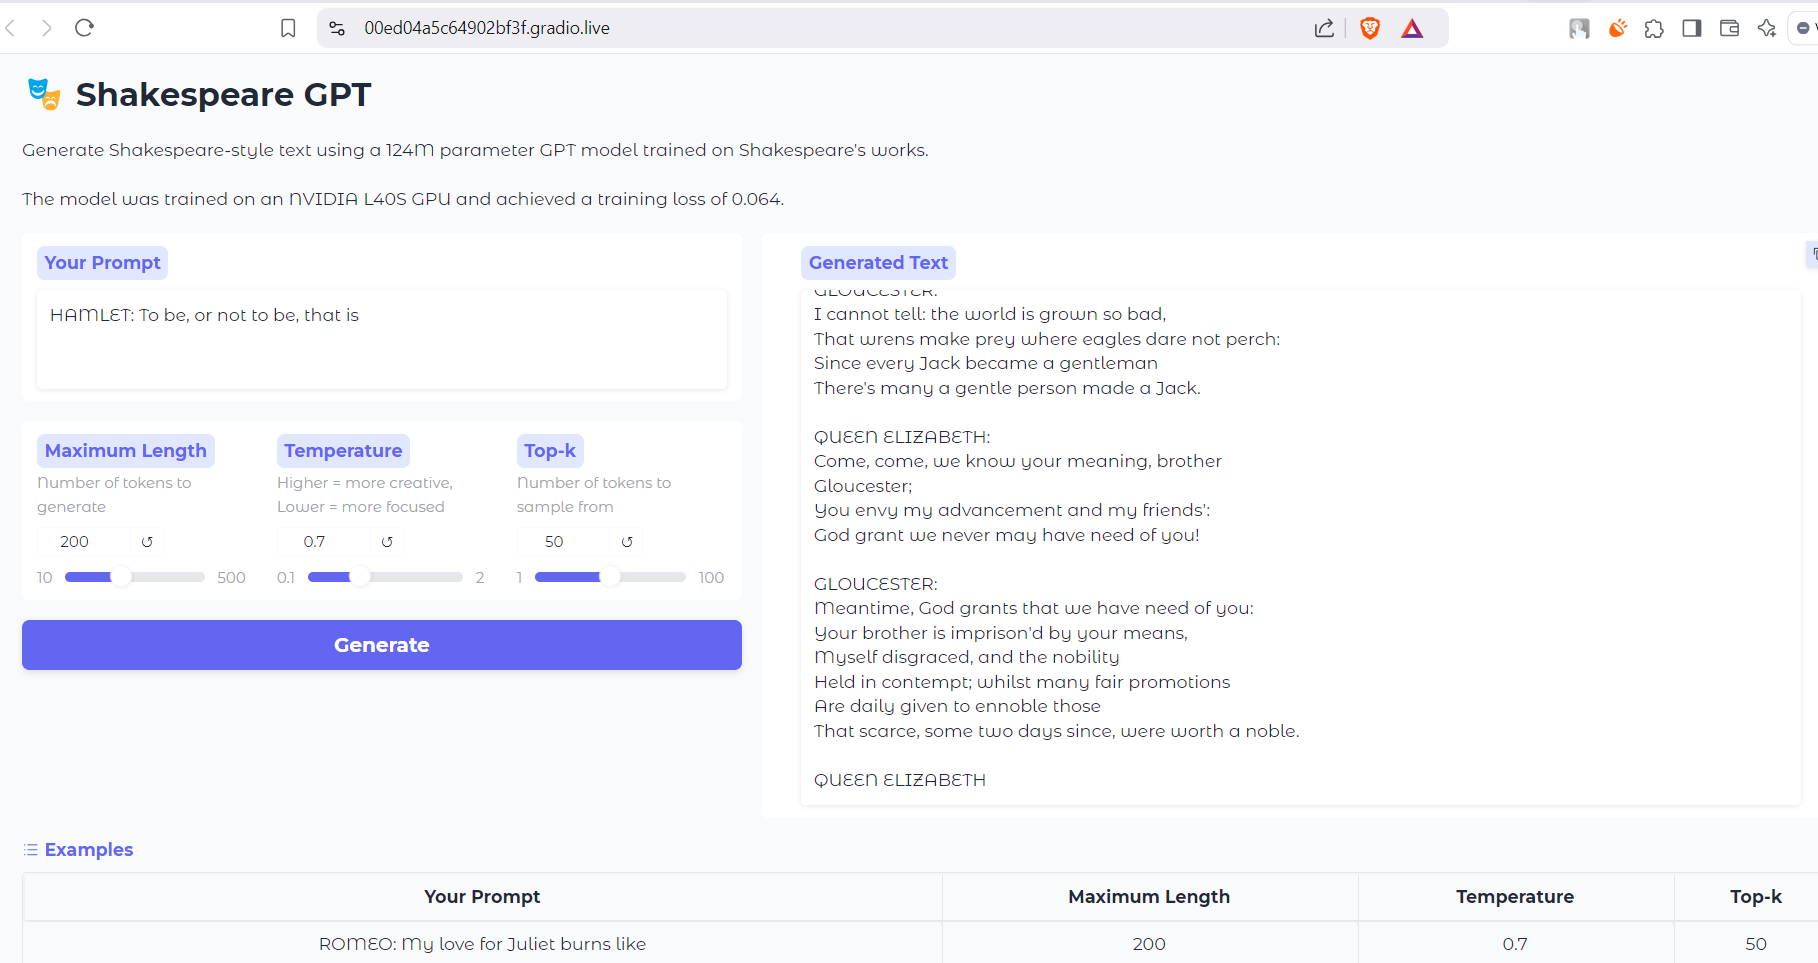 00ed04a5c64902bf3f.gradio.live
Shakespeare GPT
Generate Shakespeare-style text using a 124M parameter GPT model trained on Shakespeare's works.
The model was trained on an NVIDIA L40S GPU and achieved a training loss of 0.064.
Your Prompt
HAMLET: To be, or not to be, that is
Maximum Length
Number of tokens to
generate
200
10
500
Temperature
Higher = more creative,
Lower = more focused
0.7
0.1
2
Top-k
Number of tokens to
sample from
50
1
100
Generate
Generated Text
GLOUCESTER:
I cannot tell: the world is grown so bad,
That wrens make prey where eagles dare not perch:
Since every Jack became a gentleman
There's many a gentle person made a Jack.
QUEEN ELIZABETH:
Come, come, we know your meaning, brother
Gloucester;
You envy my advancement and my friends':
God grant we never may have need of you!
GLOUCESTER:
Meantime, God grants that we have need of you:
Your brother is imprison'd by your means,
Myself disgraced, and the nobility
Held in contempt; whilst many fair promotions
Are daily given to ennoble those
That scarce, some two days since, were worth a noble.
QUEEN ELIZABETH
Examples
Your Prompt Maximum Length Temperature Top-k
ROMEO: My love for Juliet burns like 200 0.7 50